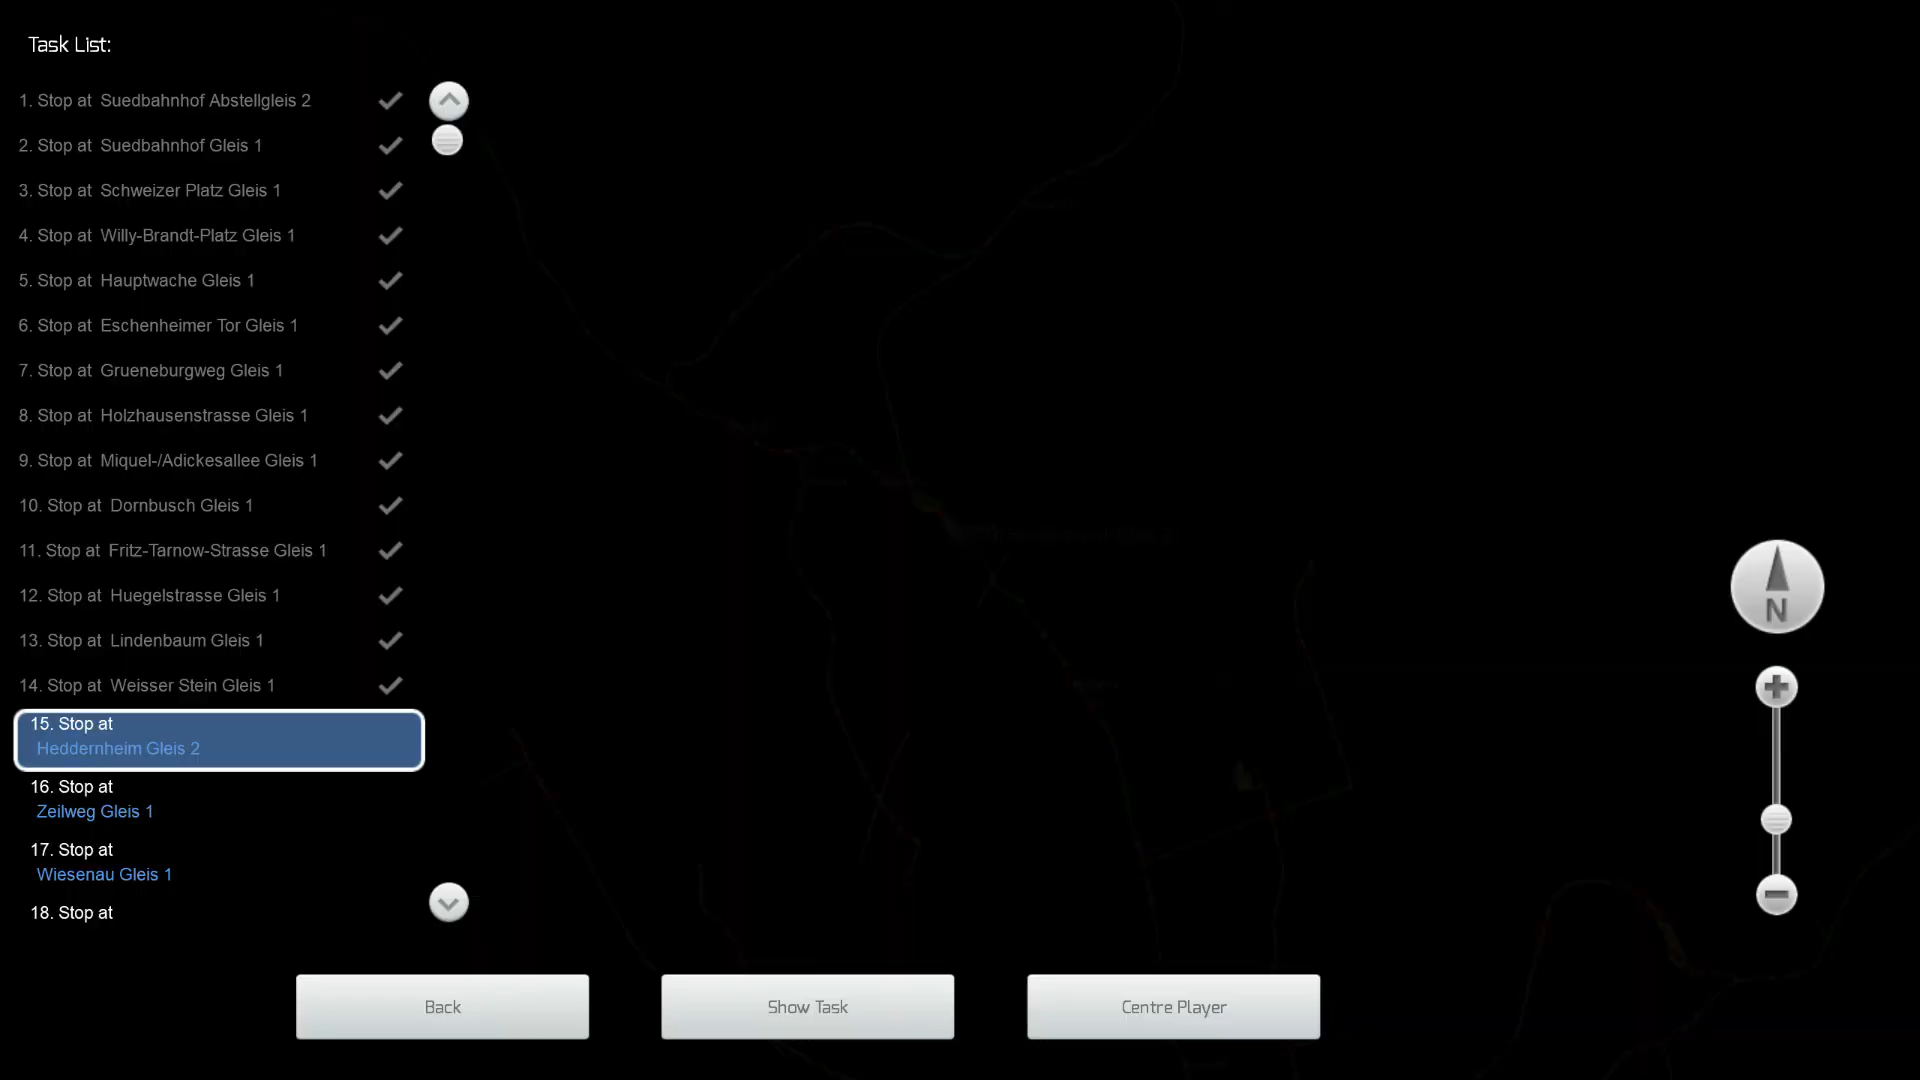 Task List:
1. Stop at Suedbahnhof Abstellgleis 2
2. Stop at Suedbahnhof Gleis 1
3. Stop at Schweizer Platz Gleis 1
4. Stop at Willy-Brandt-Platz Gleis 1
5. Stop at Hauptwache Gleis 1
6. Stop at Eschenheimer Tor Gleis 1
7. Stop at Grueneburgweg Gleis 1
8. Stop at Holzhausenstrasse Gleis 1
9. Stop at Miquel-/Adickesallee Gleis 1
10. Stop at Dornbusch Gleis 1
11. Stop at Fritz-Tarnow-Strasse Gleis 1
12. Stop at Huegelstrasse Gleis 1
13. Stop at Lindenbaum Gleis 1
14. Stop at Weisser Stein Gleis 1
15. Stop at
Heddernheim Gleis 2
16. Stop at
Zeilweg Gleis 1
17. Stop at
Wiesenau Gleis 1
18. Stop at
N
Back
Show Task
Centre Player